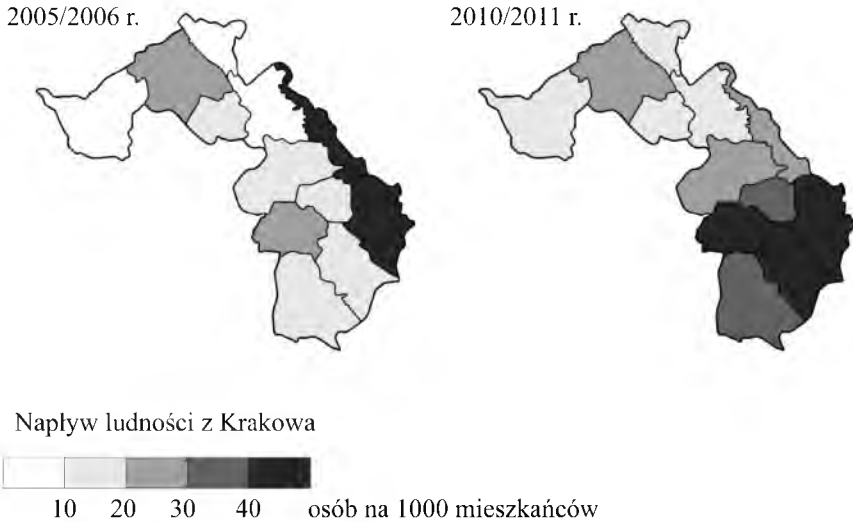 2005/2006 r.
2010/2011 r.
Napływ ludności z Krakowa
10 20 30 40 osób na 1000 mieszkańców